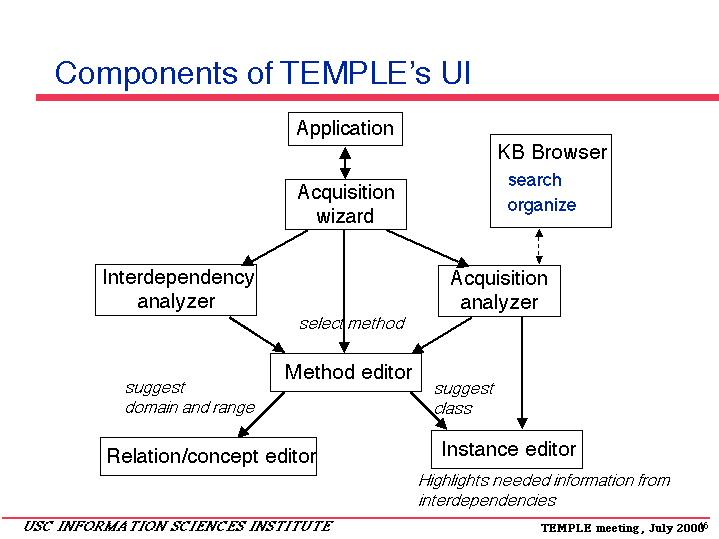 Components of TEMPLE's UI
Application
KB Browser
search
organize
Acquisition
wizard
Interdependency
analyzer
Acquisition
analyzer
select method
Method editor
suggest
domain and range
suggest
class
Relation/concept editor
Instance editor
Highlights needed information from
interdependencies
USC INFORMATION SCIENCES INSTITUTE
TEMPLE meeting, July 2000